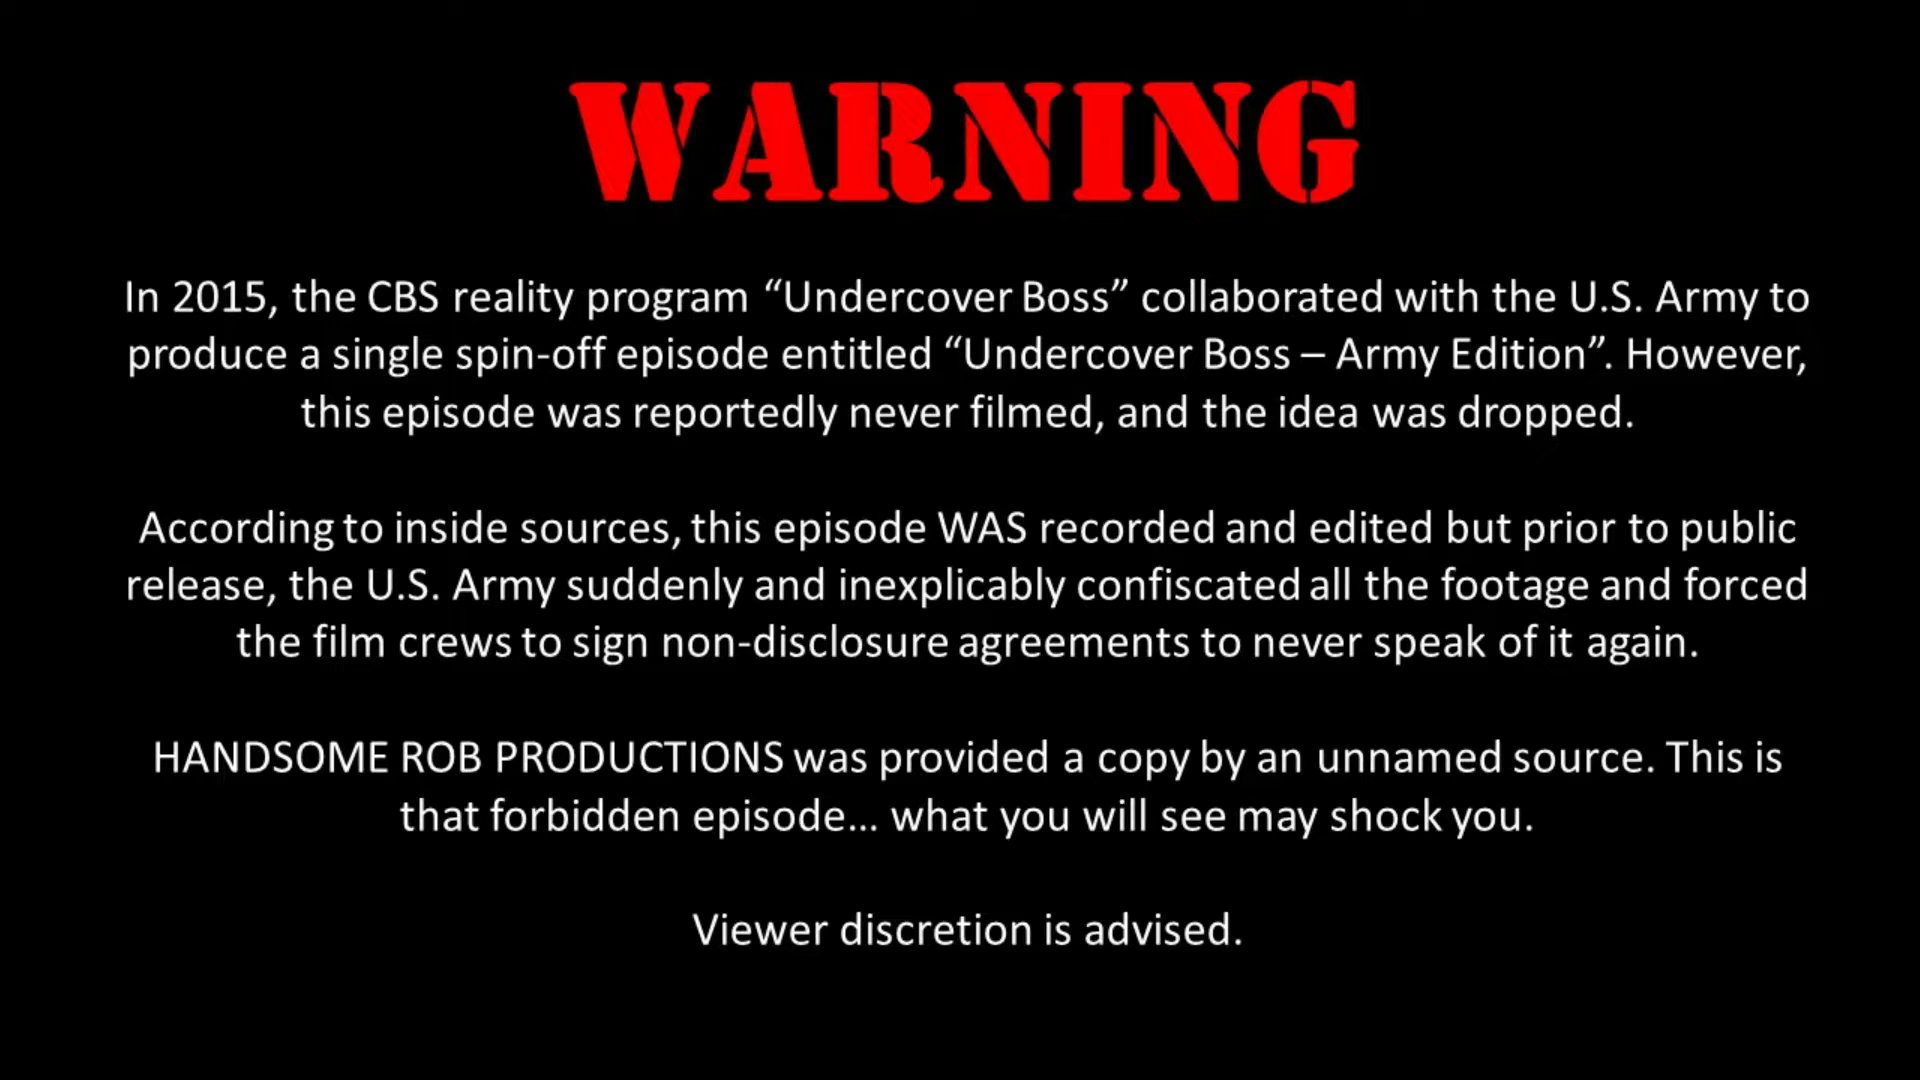 WARNING
In 2015, the CBS reality program “Undercover Boss” collaborated with the U.S. Army to
produce a single spin-off episode entitled “Undercover Boss – Army Edition”. However,
this episode was reportedly never filmed, and the idea was dropped.
According to inside sources, this episode WAS recorded and edited but prior to public
release, the U.S. Army suddenly and inexplicably confiscated all the footage and forced
the film crews to sign non-disclosure agreements to never speak of it again.
HANDSOME ROB PRODUCTIONS was provided a copy by an unnamed source. This is
that forbidden episode... what you will see may shock you.
Viewer discretion is advised.